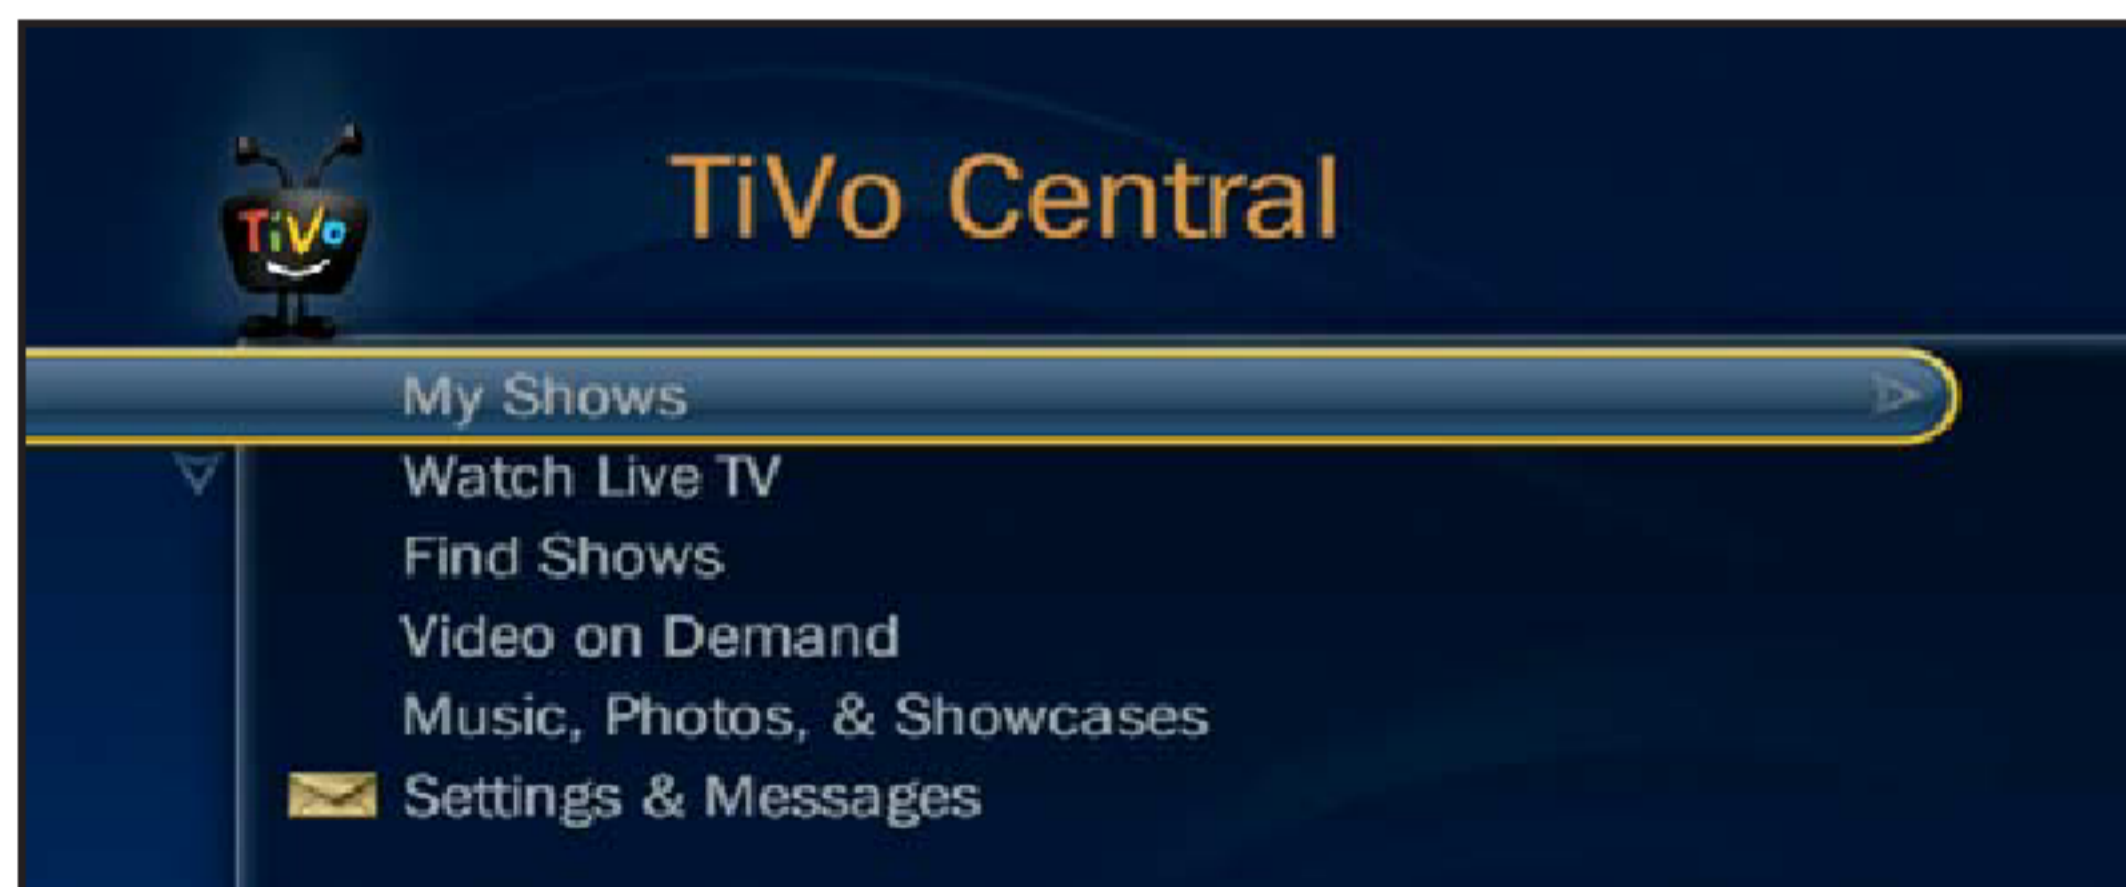 TiVo
TiVo Central
My Shows
Watch Live TV
Find Shows
Video on Demand
Music, Photos, & Showcases
Settings & Messages